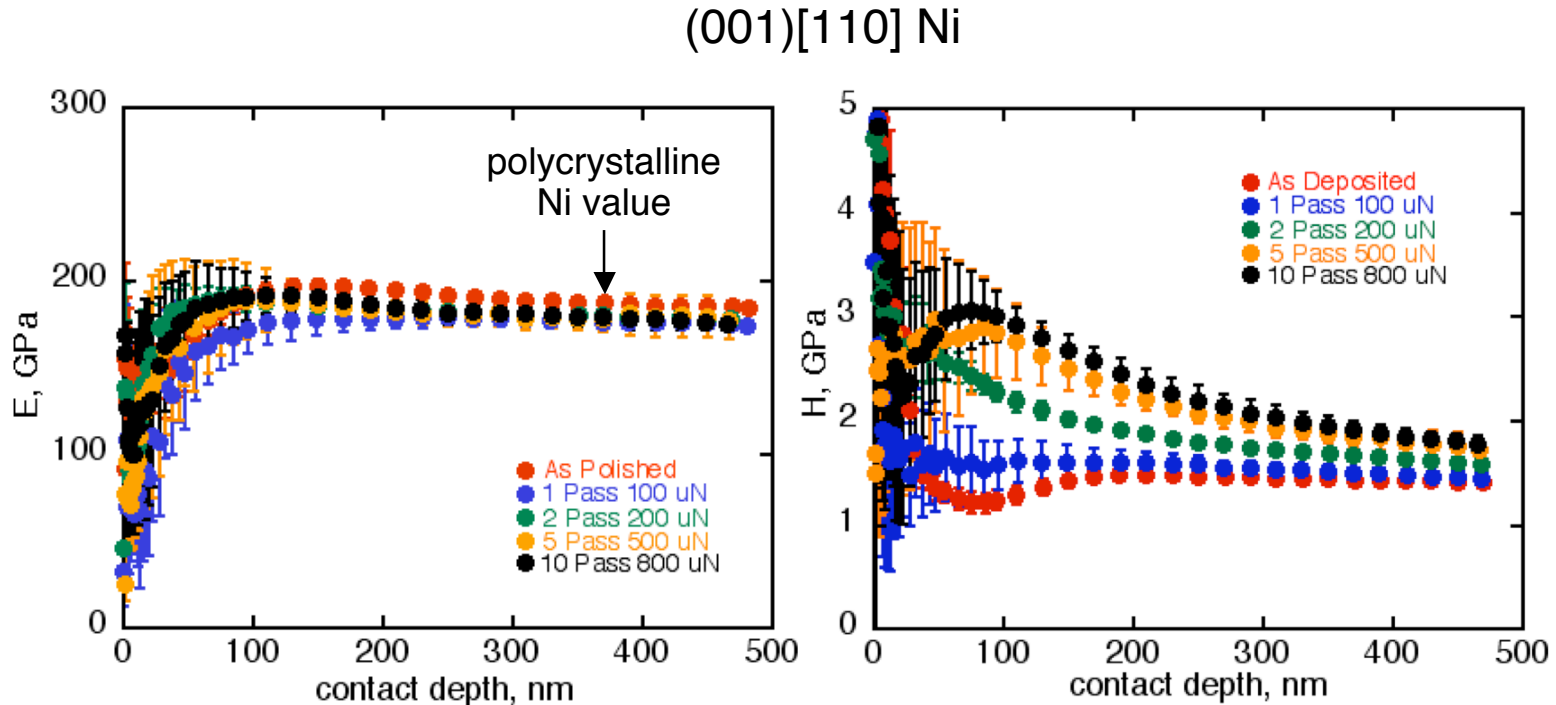 (001)[110] Ni
300
200
100
0
E, GPa
polycrystalline
Ni value
As Polished
1 Pass 100 uN
2 Pass 200 uN
5 Pass 500 uN
10 Pass 800 uN
0 100 200 300 400 500
contact depth, nm
5
4
3
2
1
0
H, GPa
As Deposited
1 Pass 100 uN
2 Pass 200 uN
5 Pass 500 uN
10 Pass 800 uN
0 100 200 300 400 500
contact depth, nm